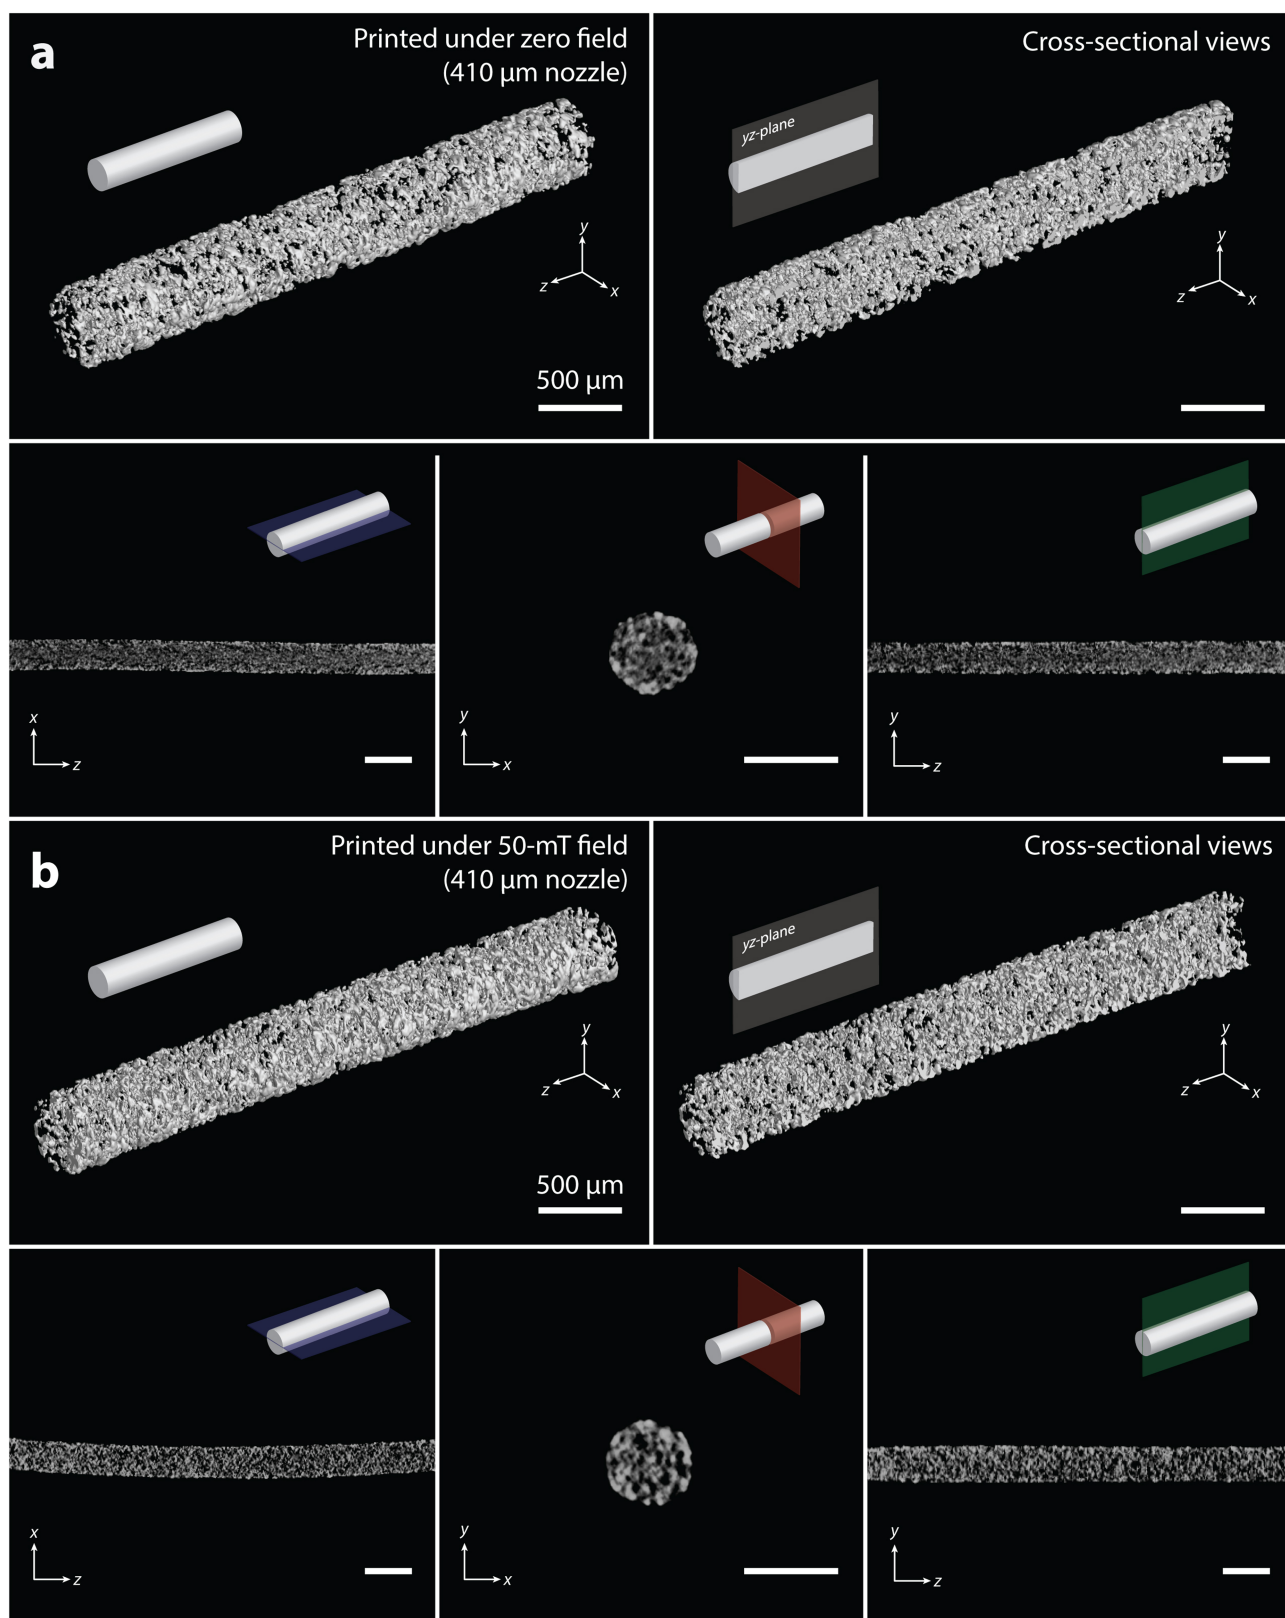 a
Printed under zero field
(410 µm nozzle)
y
z
x
500 µm
Cross-sectional views
yz-plane
y
z
x
x
z
y
x
y
z
b
Printed under 50-mT field
(410 µm nozzle)
y
z
x
500 µm
Cross-sectional views
yz-plane
y
z
x
x
z
y
x
y
z